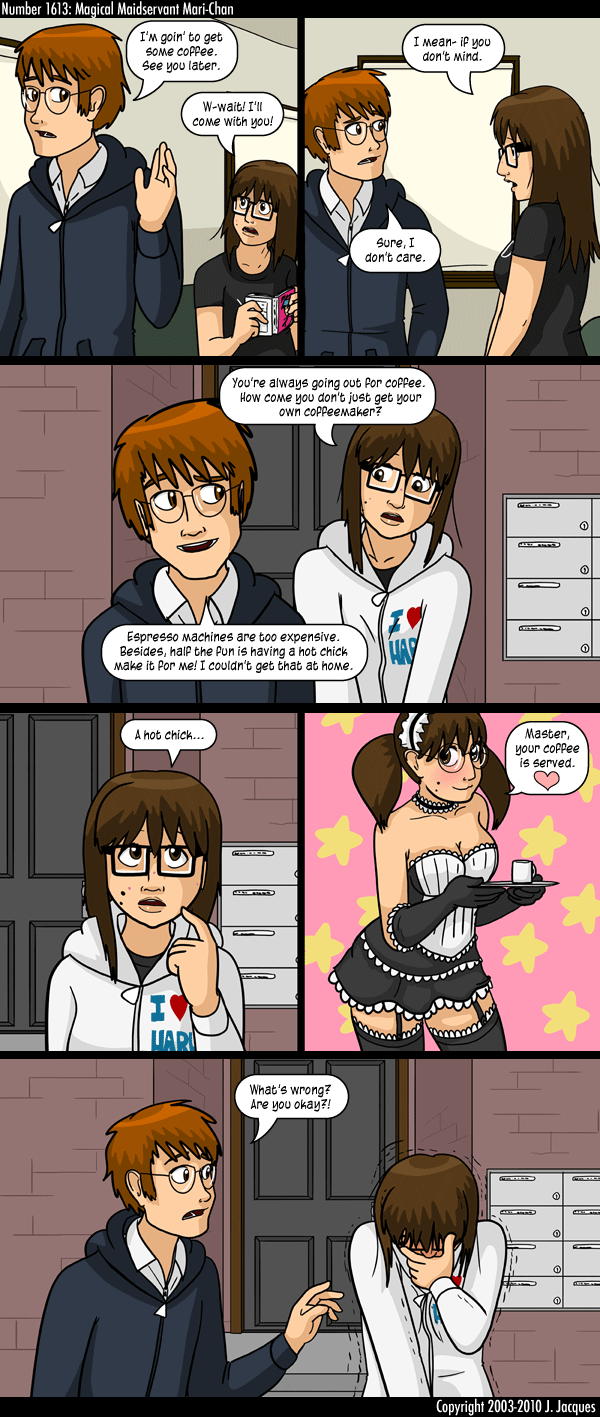 Number 1613: Magical Maidservant Mari-Chan
I'm goin' to get
some coffee.
See you later.
W-wait! I'll
come with you!
I mean- if you
don't mind.
Sure, I
don't care.
You're always going out for coffee.
How come you don't just get your
own coffeemaker?
I ♥
HAR
Espresso machines are too expensive.
Besides, half the fun is having a hot chick
make it for me! I couldn't get that at home.
A hot chick...
I ♥
HAR
Master,
your coffee
is served.
♥
What's wrong?
Are you okay?!
Copyright 2003-2010 J. Jacques